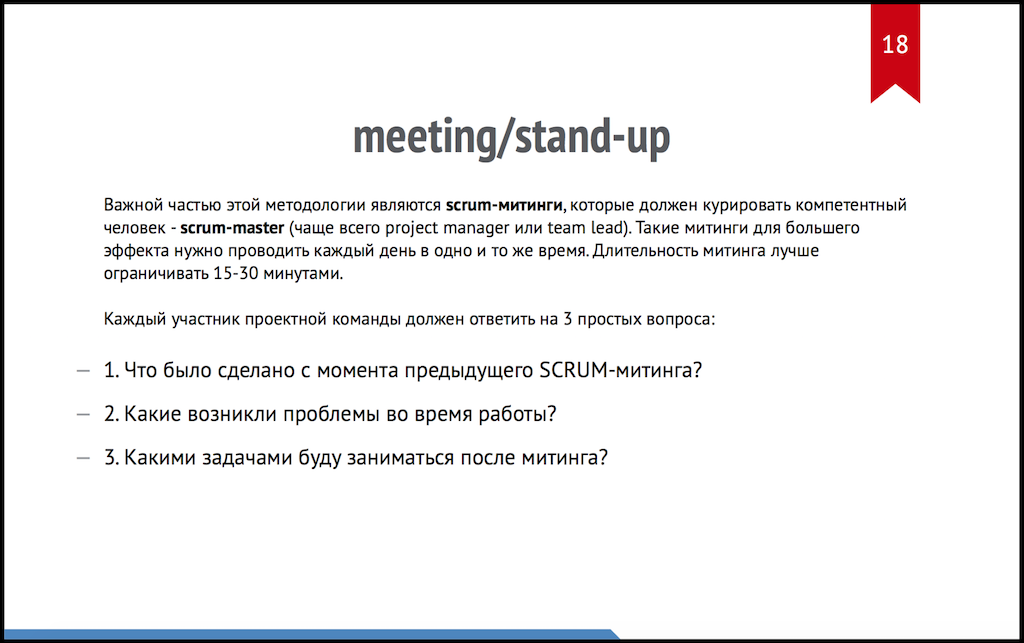 18
meeting/stand-up
Важной частью этой методологии являются scrum-митинги, которые должен курировать компетентный
человек - scrum-master (чаще всего project manager или team lead). Такие митинги для большего
эффекта нужно проводить каждый день в одно и то же время. Длительность митинга лучше
ограничивать 15-30 минутами.
Каждый участник проектной команды должен ответить на 3 простых вопроса:
— 1. Что было сделано с момента предыдущего SCRUM-митинга?
— 2. Какие возникли проблемы во время работы?
— 3. Какими задачами буду заниматься после митинга?